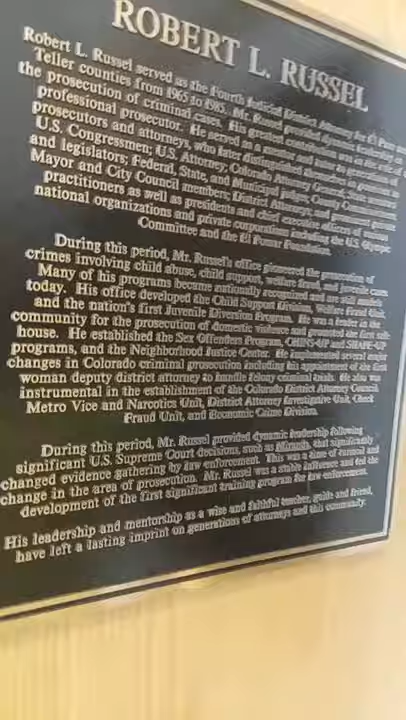 ROBERT L. RUSSEL
Robert L. Russel served as the Fourth Judicial District Attorney for El Paso and
Teller counties from 1965 to 1985. Mr. Russel provided dynamic leadership in
the prosecution of criminal cases. His greatest contribution was in the role of a
professional prosecutor. He served as a mentor and tutor to generations of
prosecutors and attorneys, who later distinguished themselves as
U.S. Congressmen; U.S. Attorney; Colorado Attorney General; State senators
and legislators; Federal, State, and Municipal judges; County Commissioners;
Mayor and City Council members; District Attorneys; and prominent private
practitioners as well as presidents and chief executive officers of various
national organizations and private corporations including the U.S. Olympic
Committee and the El Pomar Foundation.
During this period, Mr. Russel's office pioneered the prosecution of
crimes involving child abuse, child support, welfare fraud, and juvenile cases.
Many of his programs became nationally recognized and are still models
today. His office developed the Child Support Division, Welfare Fraud Unit,
and the nation's first Juvenile Diversion Program. He was a leader in the
community for the prosecution of domestic violence and promoted the first safe
house. He established the Sex Offenders Program, CHINS-UP and SHAPE-UP
programs, and the Neighborhood Justice Center. He implemented several major
changes in Colorado criminal prosecution including his appointment of the first
woman deputy district attorney to handle felony criminal trials. He also was
instrumental in the establishment of the Colorado District Attorney Council,
Metro Vice and Narcotics Unit, District Attorney Investigative Unit, Check
Fraud Unit, and Economic Crime Division.
During this period, Mr. Russel provided dynamic leadership following
significant U.S. Supreme Court decisions, such as Miranda, that significantly
changed evidence gathering by law enforcement. This was a time of turmoil and
change in the area of prosecution. Mr. Russel was a stable influence and led the
development of the first significant training program for law enforcement.
His leadership and mentorship as a wise and faithful teacher, guide and friend,
have left a lasting imprint on generations of attorneys and this community.